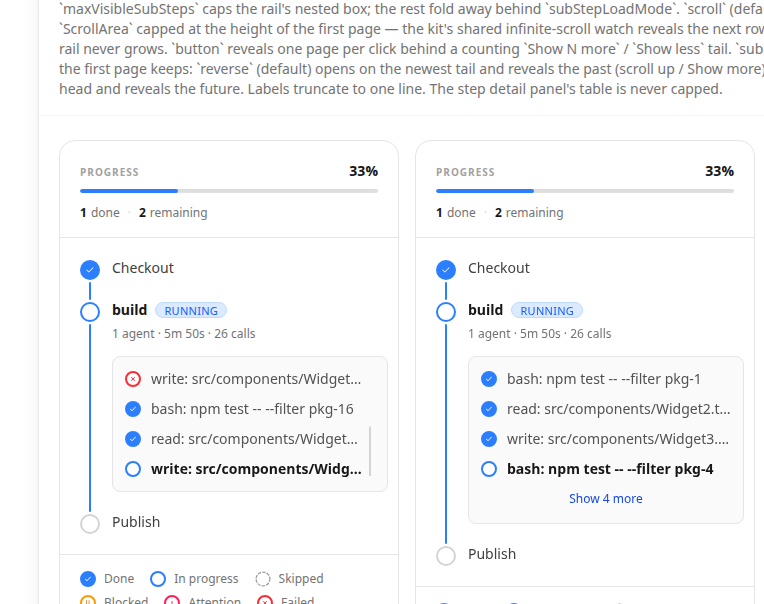 `maxVisibleSubSteps` caps the rail's nested box; the rest fold away behind `subStepLoadMode`. `scroll`
`ScrollArea` capped at the height of the first page — the kit's shared infinite-scroll watch reveals the next
rail never grows. `button` reveals one page per click behind a counting `Show N more` / `Show less` tail.
the first page keeps: `reverse` (default) opens on the newest tail and reveals the past (scroll up / Show more)
head and reveals the future. Labels truncate to one line. The step detail panel's table is never capped.
PROGRESS 33%
1 done · 2 remaining
Checkout
build RUNNING
1 agent · 5m 50s · 26 calls
write: src/components/Widget...
bash: npm test -- --filter pkg-16
read: src/components/Widget...
write: src/components/Widg...
Publish
Done In progress Skipped
Blocked Attention Failed
PROGRESS 33%
1 done · 2 remaining
Checkout
build RUNNING
1 agent · 5m 50s · 26 calls
bash: npm test -- --filter pkg-1
read: src/components/Widget2.t...
write: src/components/Widget3....
bash: npm test -- --filter pkg-4
Show 4 more
Publish